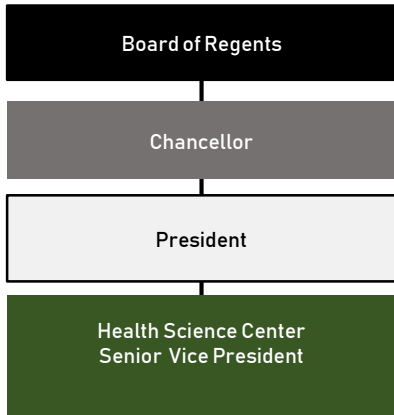 Board of Regents
Chancellor
President
Health Science Center
Senior Vice President